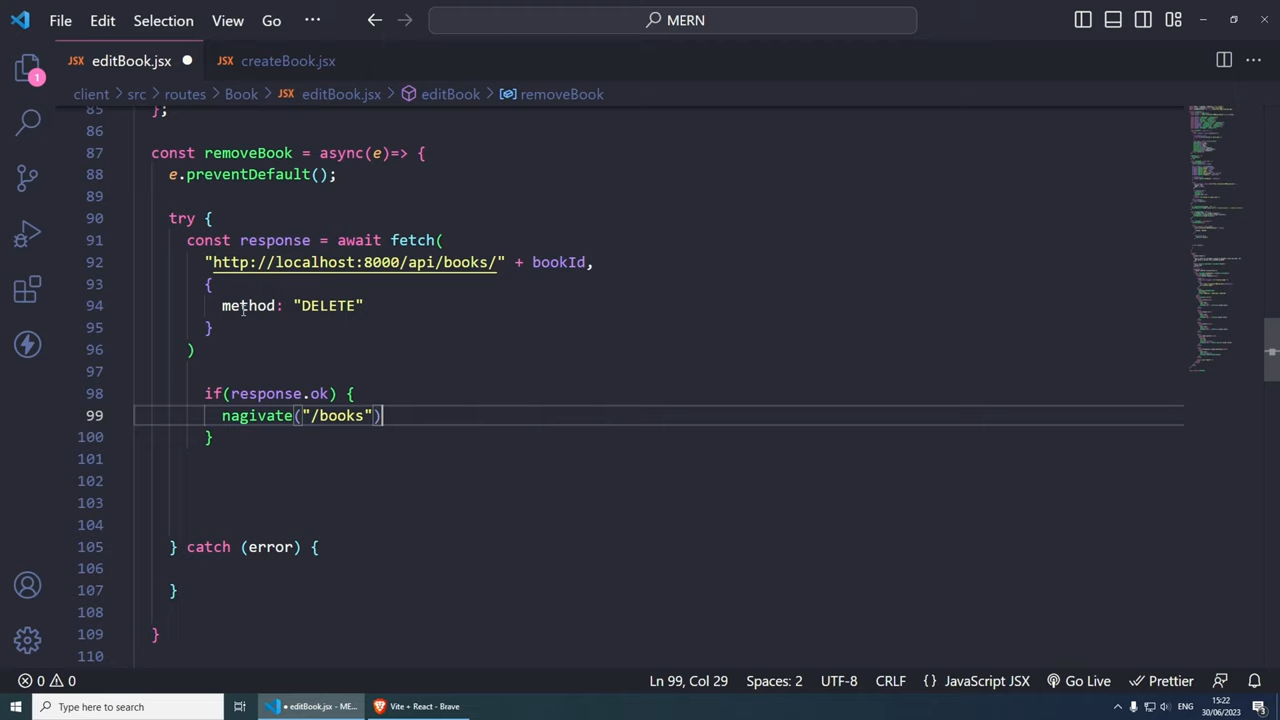 File Edit Selection View Go ··· MERN
JSX editBook.jsx JSX createBook.jsx
client > src > routes > Book > JSX editBook.jsx > editBook > removeBook
85 };
86
87 const removeBook = async(e)=> {
88 e.preventDefault();
89
90 try {
91 const response = await fetch(
92 "http://localhost:8000/api/books/" + bookId,
93 {
94 method: "DELETE"
95 }
96 )
97
98 if(response.ok) {
99 nagivate("/books")
100 }
101
102
103
104
105 } catch (error) {
106
107 }
108
109 }
110
1
0 0 Ln 99, Col 29 Spaces: 2 UTF-8 CRLF {} JavaScript JSX Go Live Prettier
Type here to search editBook.jsx - ME... Vite + React - Brave ENG 15:22
30/06/2023 3